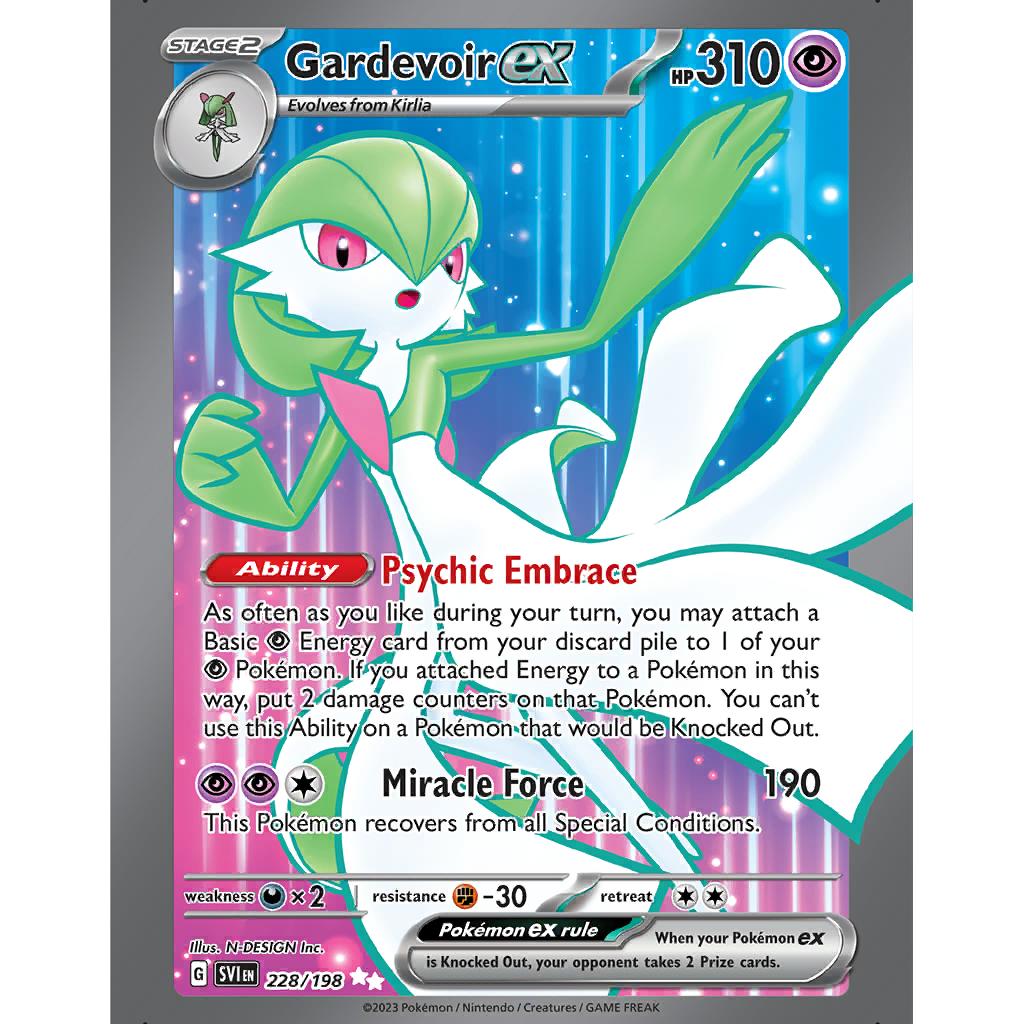 STAGE2
Gardevoir ex
HP310
Evolves from Kirlia
Ability Psychic Embrace
As often as you like during your turn, you may attach a
Basic Energy card from your discard pile to 1 of your
Pokémon. If you attached Energy to a Pokémon in this
way, put 2 damage counters on that Pokémon. You can't
use this Ability on a Pokémon that would be Knocked Out.
Miracle Force 190
This Pokémon recovers from all Special Conditions.
weakness ×2 resistance -30 retreat
Pokémon ex rule When your Pokémon ex
is Knocked Out, your opponent takes 2 Prize cards.
Illus. N-DESIGN Inc.
G SVI EN 228/198
©2023 Pokémon / Nintendo / Creatures / GAME FREAK